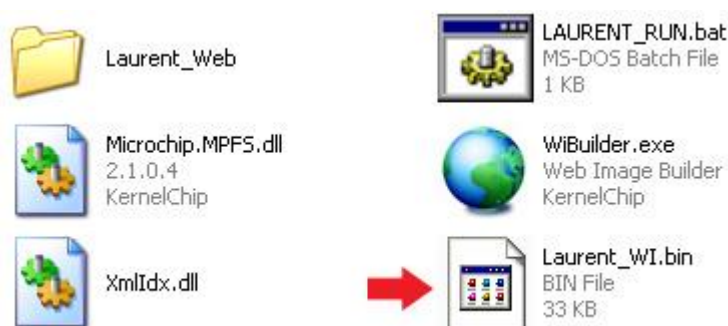 Laurent_Web
LAURENT_RUN.bat
MS-DOS Batch File
1 KB
Microchip.MPFS.dll
2.1.0.4
KernelChip
WiBuilder.exe
Web Image Builder
KernelChip
XmlIdx.dll
Laurent_WI.bin
BIN File
33 KB